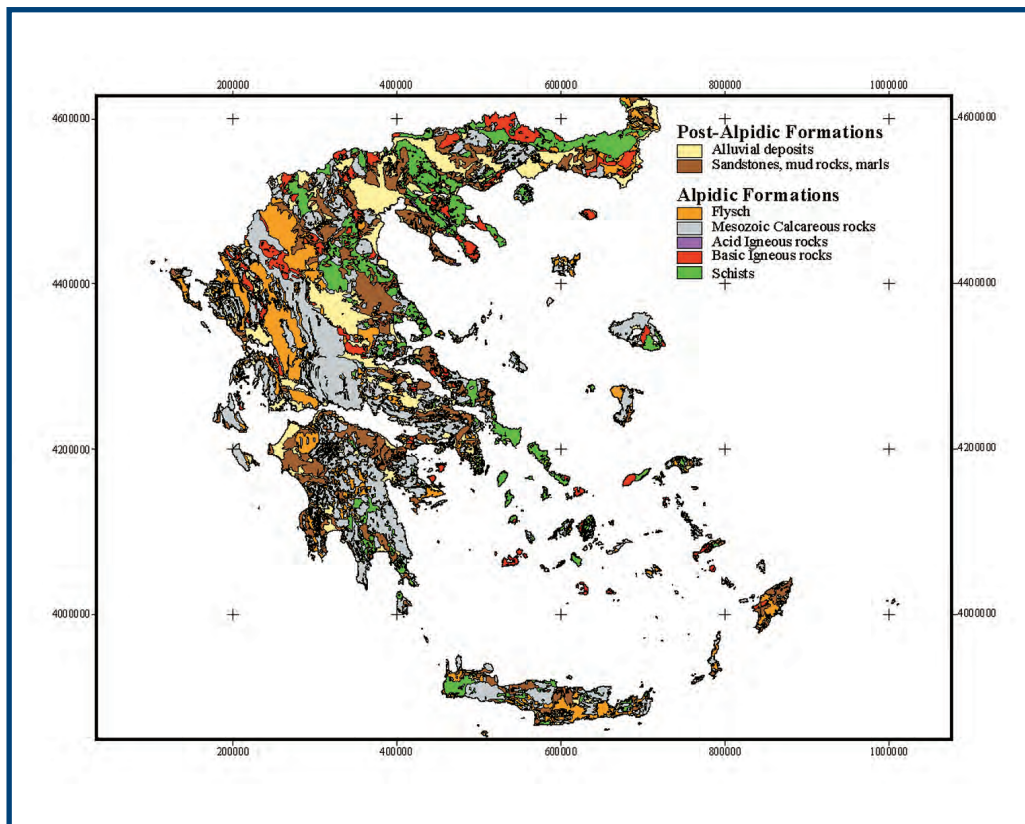 200000 400000 600000 800000 1000000
4600000 4600000
Post-Alpidic Formations
Alluvial deposits
Sandstones, mud rocks, marls
Alpidic Formations
Flysch
Mesozoic Calcareous rocks
Acid Igneous rocks
Basic Igneous rocks
Schists
4400000 4400000
4200000 4200000
4000000 4000000
200000 400000 600000 800000 1000000